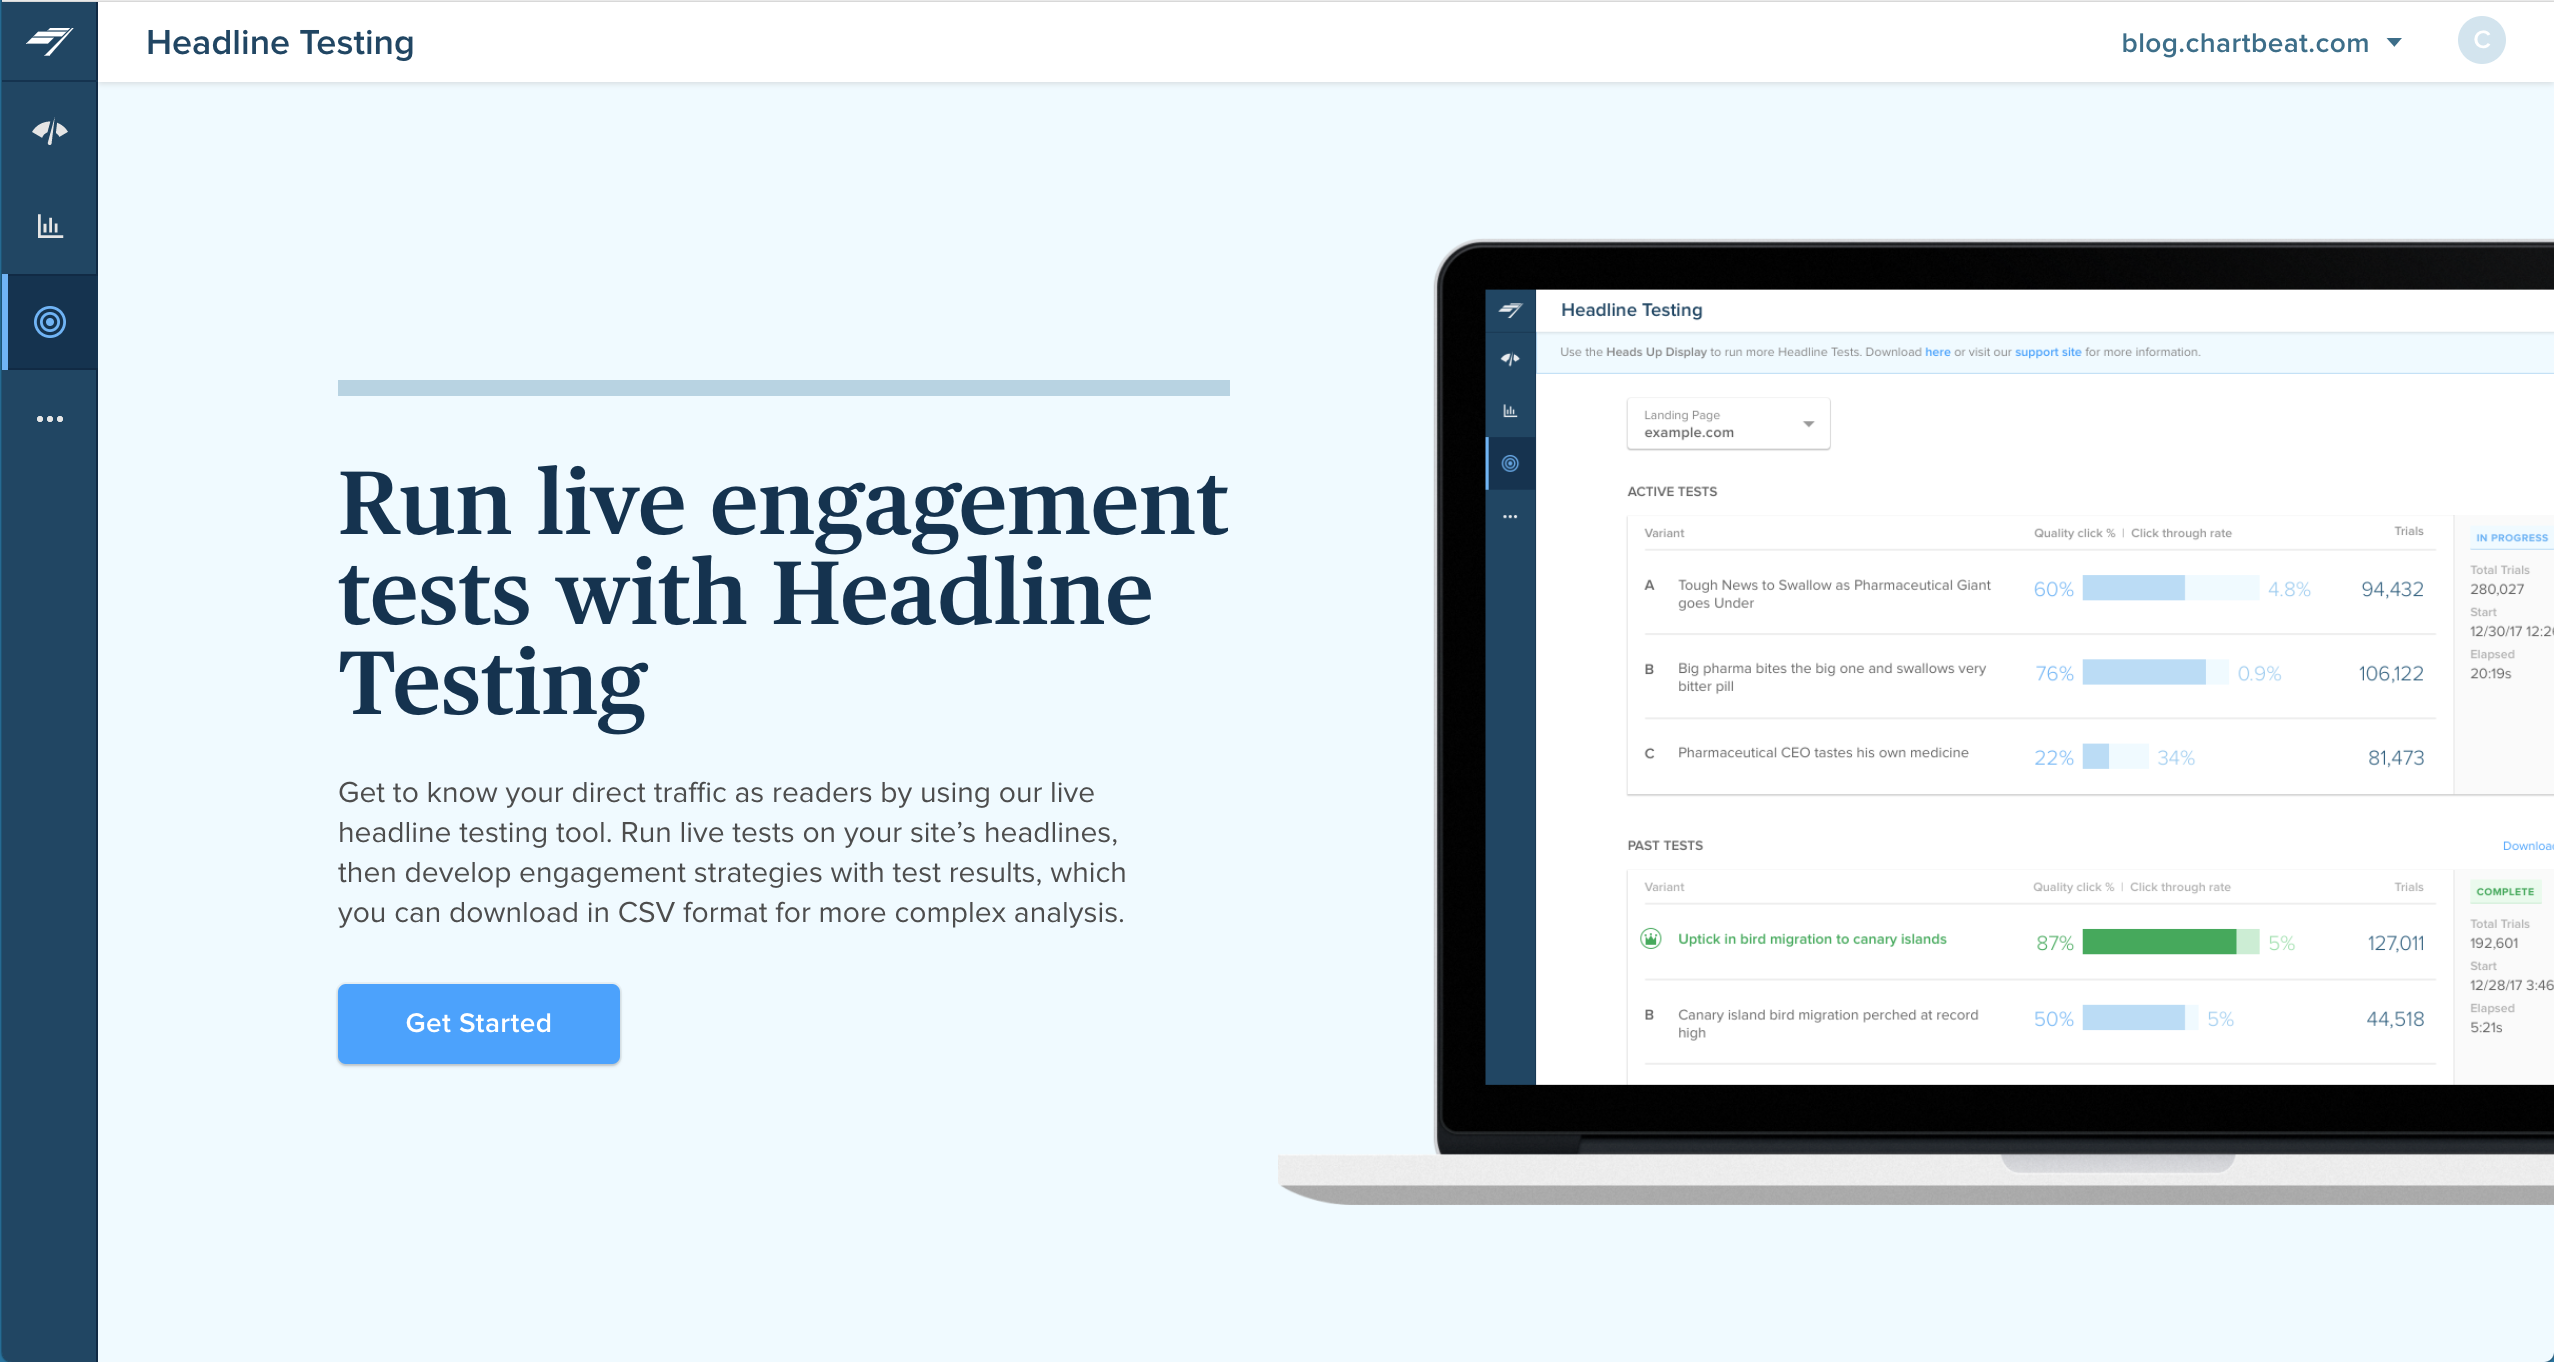 Headline Testing
blog.chartbeat.com
C
Run live engagement
tests with Headline
Testing
Get to know your direct traffic as readers by using our live
headline testing tool. Run live tests on your site’s headlines,
then develop engagement strategies with test results, which
you can download in CSV format for more complex analysis.
Get Started
Headline Testing
Use the Heads Up Display to run more Headline Tests. Download here or visit our support site for more information.
Landing Page
example.com
ACTIVE TESTS
Variant Quality click % | Click through rate Trials
A Tough News to Swallow as Pharmaceutical Giant
goes Under
60% 4.8% 94,432
B Big pharma bites the big one and swallows very
bitter pill
76% 0.9% 106,122
C Pharmaceutical CEO tastes his own medicine
22% 34% 81,473
IN PROGRESS
Total Trials
280,027
Start
12/30/17
Elapsed
20:19s
PAST TESTS
Variant Quality click % | Click through rate Trials
Uptick in bird migration to canary islands
87% 5% 127,011
B Canary island bird migration perched at record
high
50% 5% 44,518
COMPLETE
Total Trials
192,601
Start
12/28/17 3:46
Elapsed
5:21s